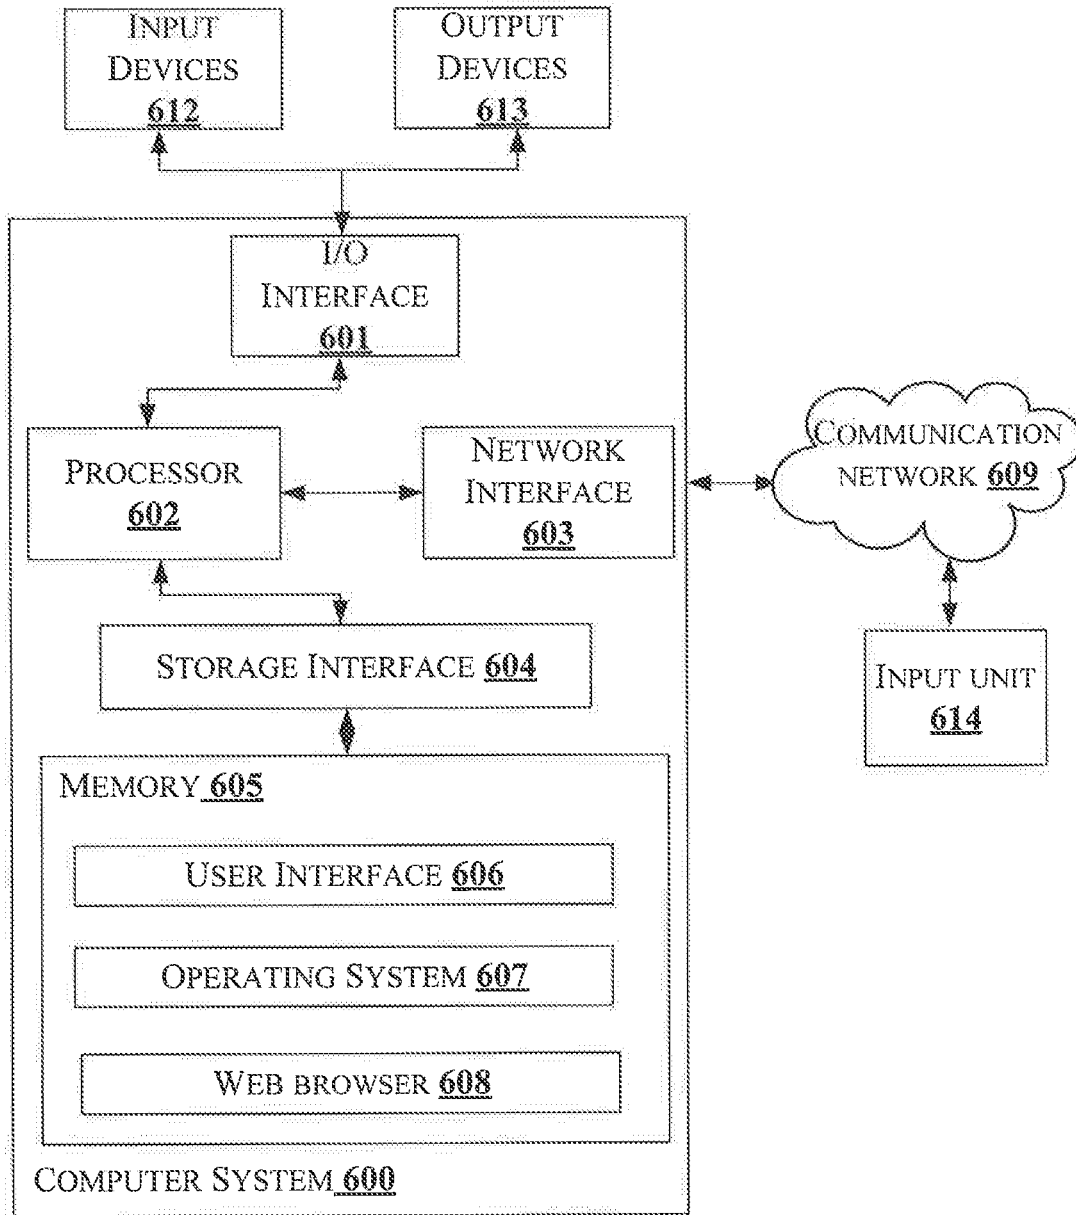 INPUT
DEVICES
612
OUTPUT
DEVICES
613
I/O
INTERFACE
601
PROCESSOR
602
NETWORK
INTERFACE
603
COMMUNICATION
NETWORK 609
STORAGE INTERFACE 604
INPUT UNIT
614
MEMORY 605
USER INTERFACE 606
OPERATING SYSTEM 607
WEB BROWSER 608
COMPUTER SYSTEM 600